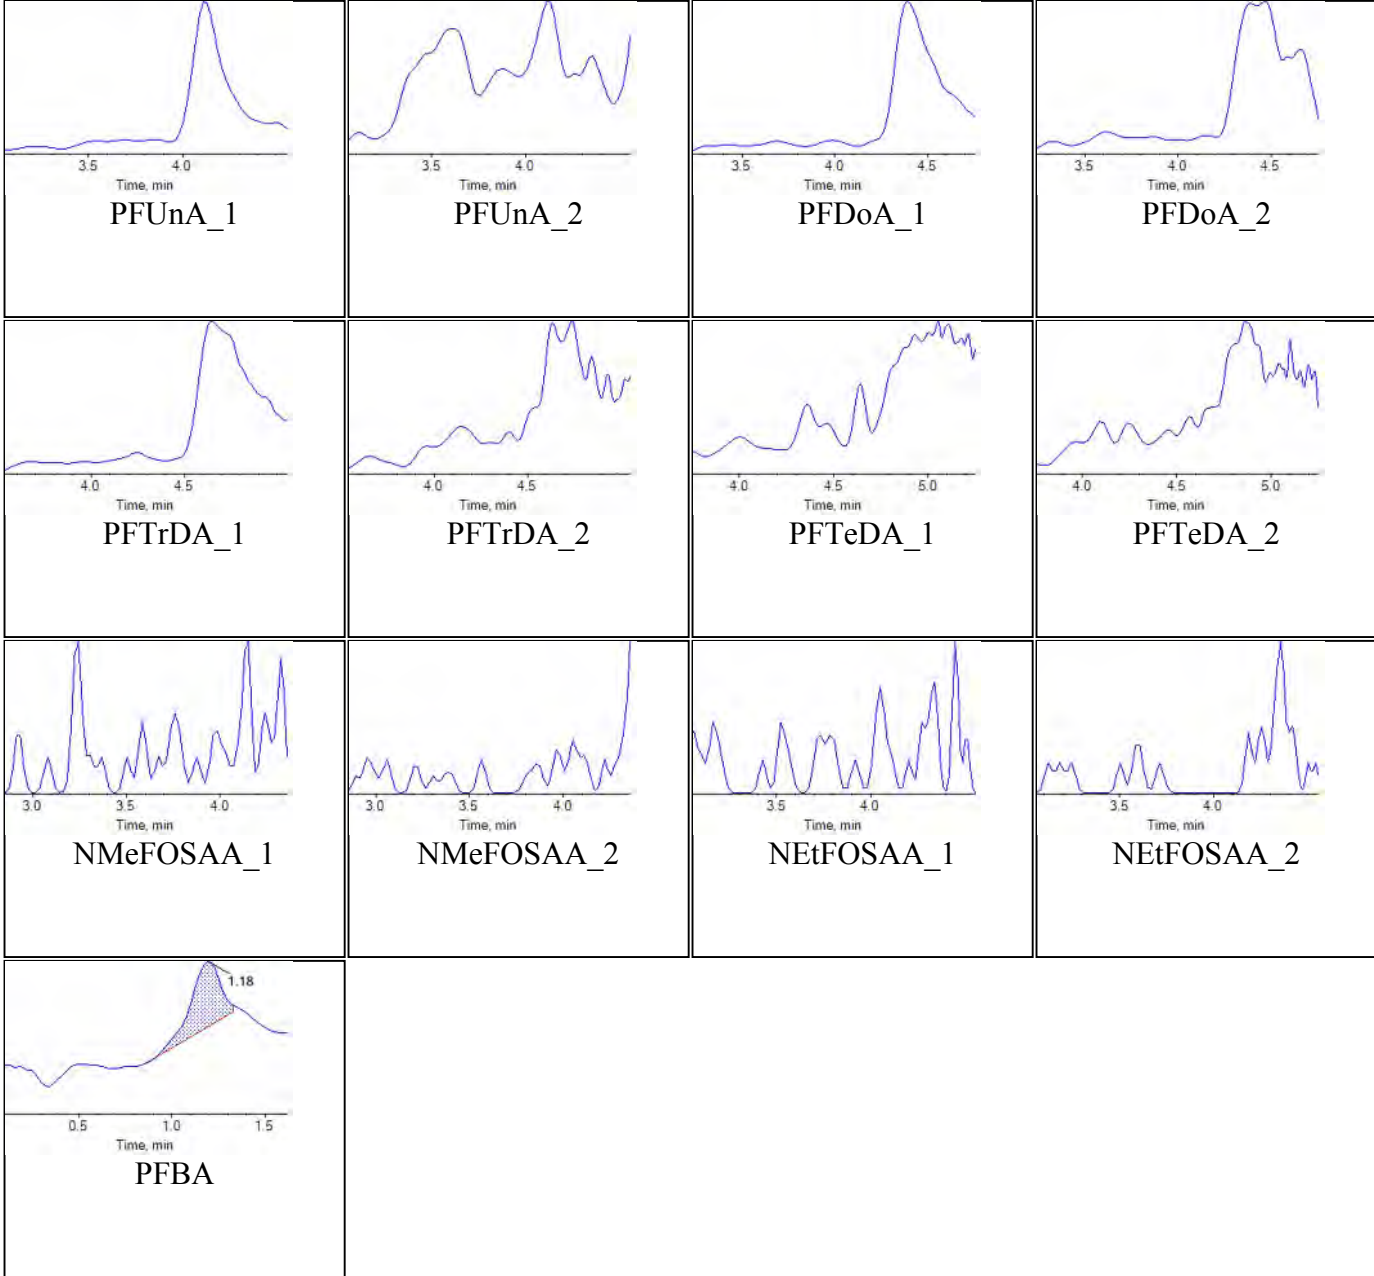 3.5 4.0
Time, min
PFUnA_1
3.5 4.0
Time, min
PFUnA_2
3.5 4.0 4.5
Time, min
PFDoA_1
3.5 4.0 4.5
Time, min
PFDoA_2
4.0 4.5
Time, min
PFTrDA_1
4.0 4.5
Time, min
PFTrDA_2
4.0 4.5 5.0
Time, min
PFTeDA_1
4.0 4.5 5.0
Time, min
PFTeDA_2
3.0 3.5 4.0
Time, min
NMeFOSAA_1
3.0 3.5 4.0
Time, min
NMeFOSAA_2
3.5 4.0
Time, min
NEtFOSAA_1
3.5 4.0
Time, min
NEtFOSAA_2
1.18
0.5 1.0 1.5
Time, min
PFBA